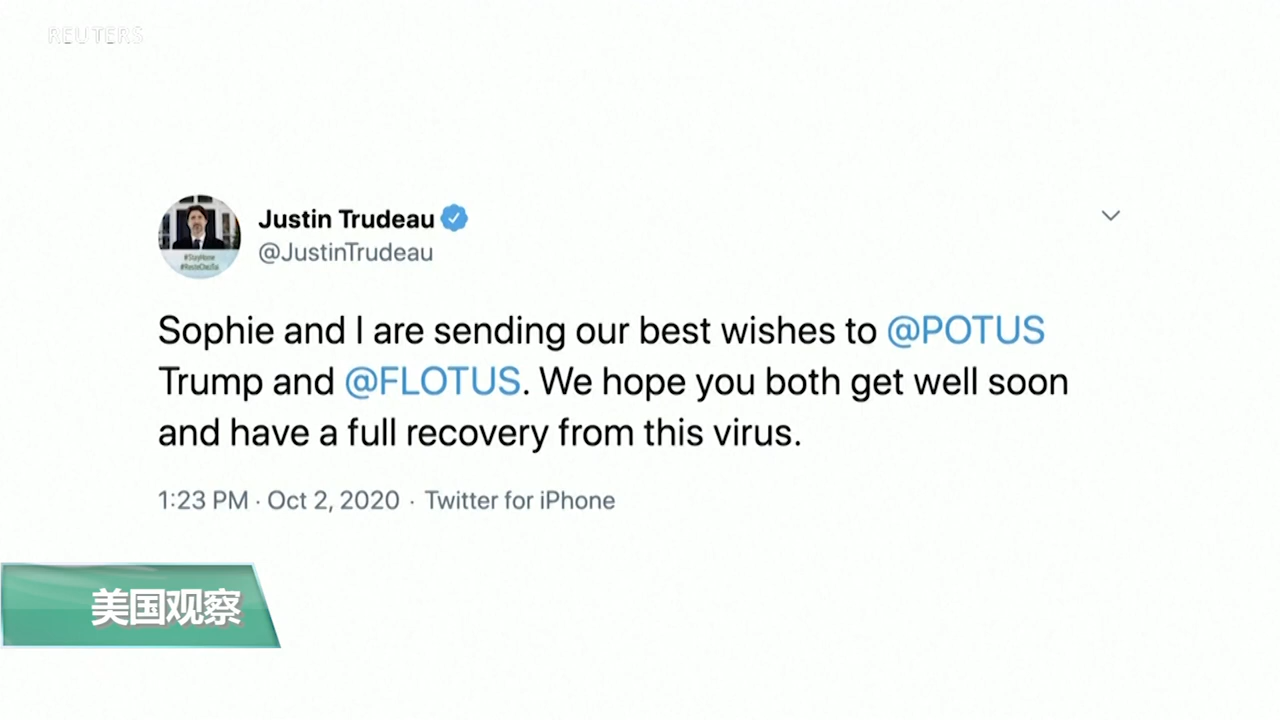 REUTERS
Justin Trudeau
@JustinTrudeau
#StayHome
#ResteChezToi
Sophie and I are sending our best wishes to @POTUS
Trump and @FLOTUS. We hope you both get well soon
and have a full recovery from this virus.
1:23 PM · Oct 2, 2020 · Twitter for iPhone
美国观察